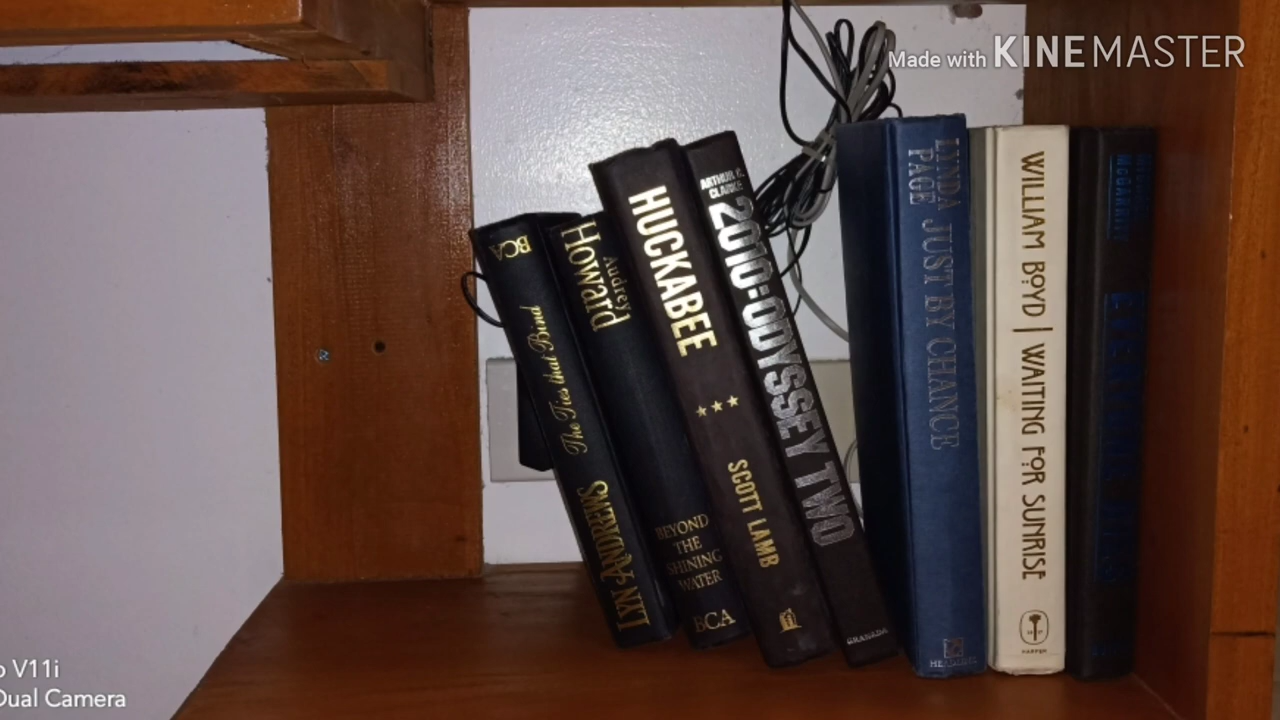 Made with KINEMASTER
BCA
The Ties that Bind
LYN ANDREWS
Audrey
Howard
BEYOND
THE
SHINING
WATER
BCA
HUCKABEE
SCOTT LAMB
ARTHUR C.
CLARKE
2010: ODYSSEY TWO
GRANADA
LYNDA
PAGE
JUST BY CHANCE
WILLIAM BOYD | WAITING FOR SUNRISE
HARPER
V11i
Dual Camera